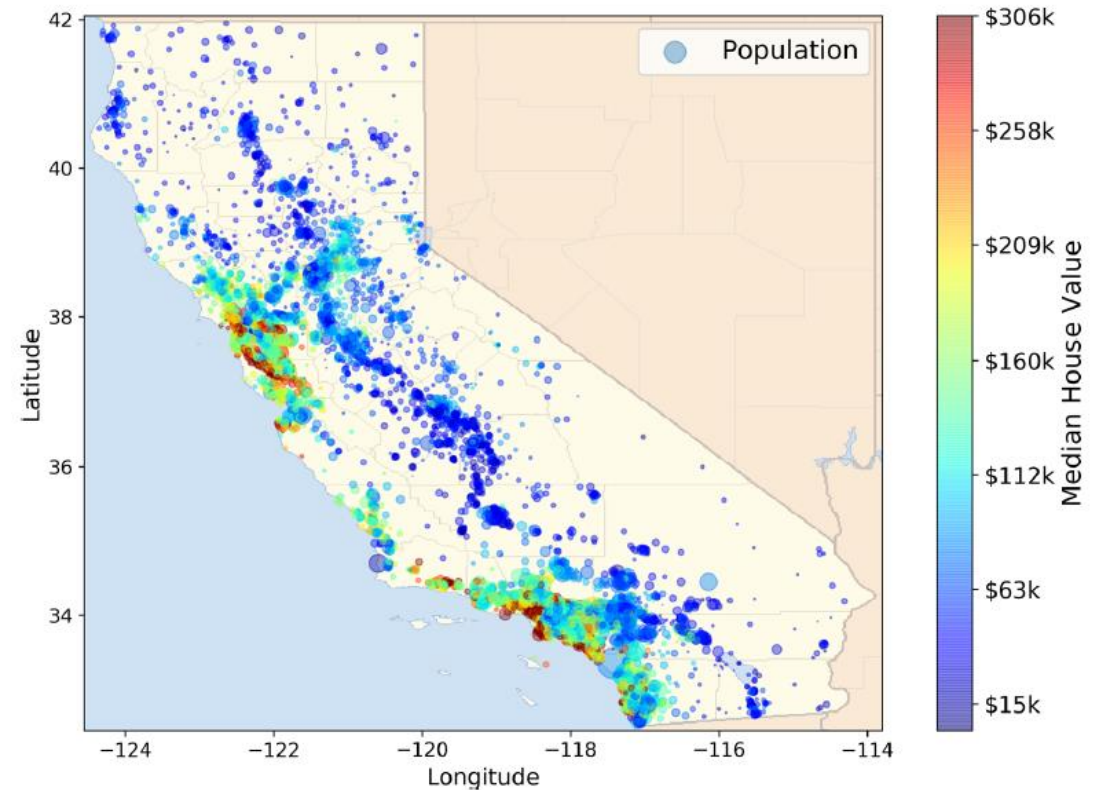 42
40
38
36
34
Latitude
−124
−122
−120
−118
−116
−114
Longitude
Population
$306k
$258k
$209k
$160k
$112k
$63k
$15k
Median House Value